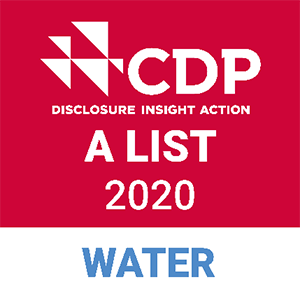 CDP
DISCLOSURE INSIGHT ACTION
A LIST
2020
WATER